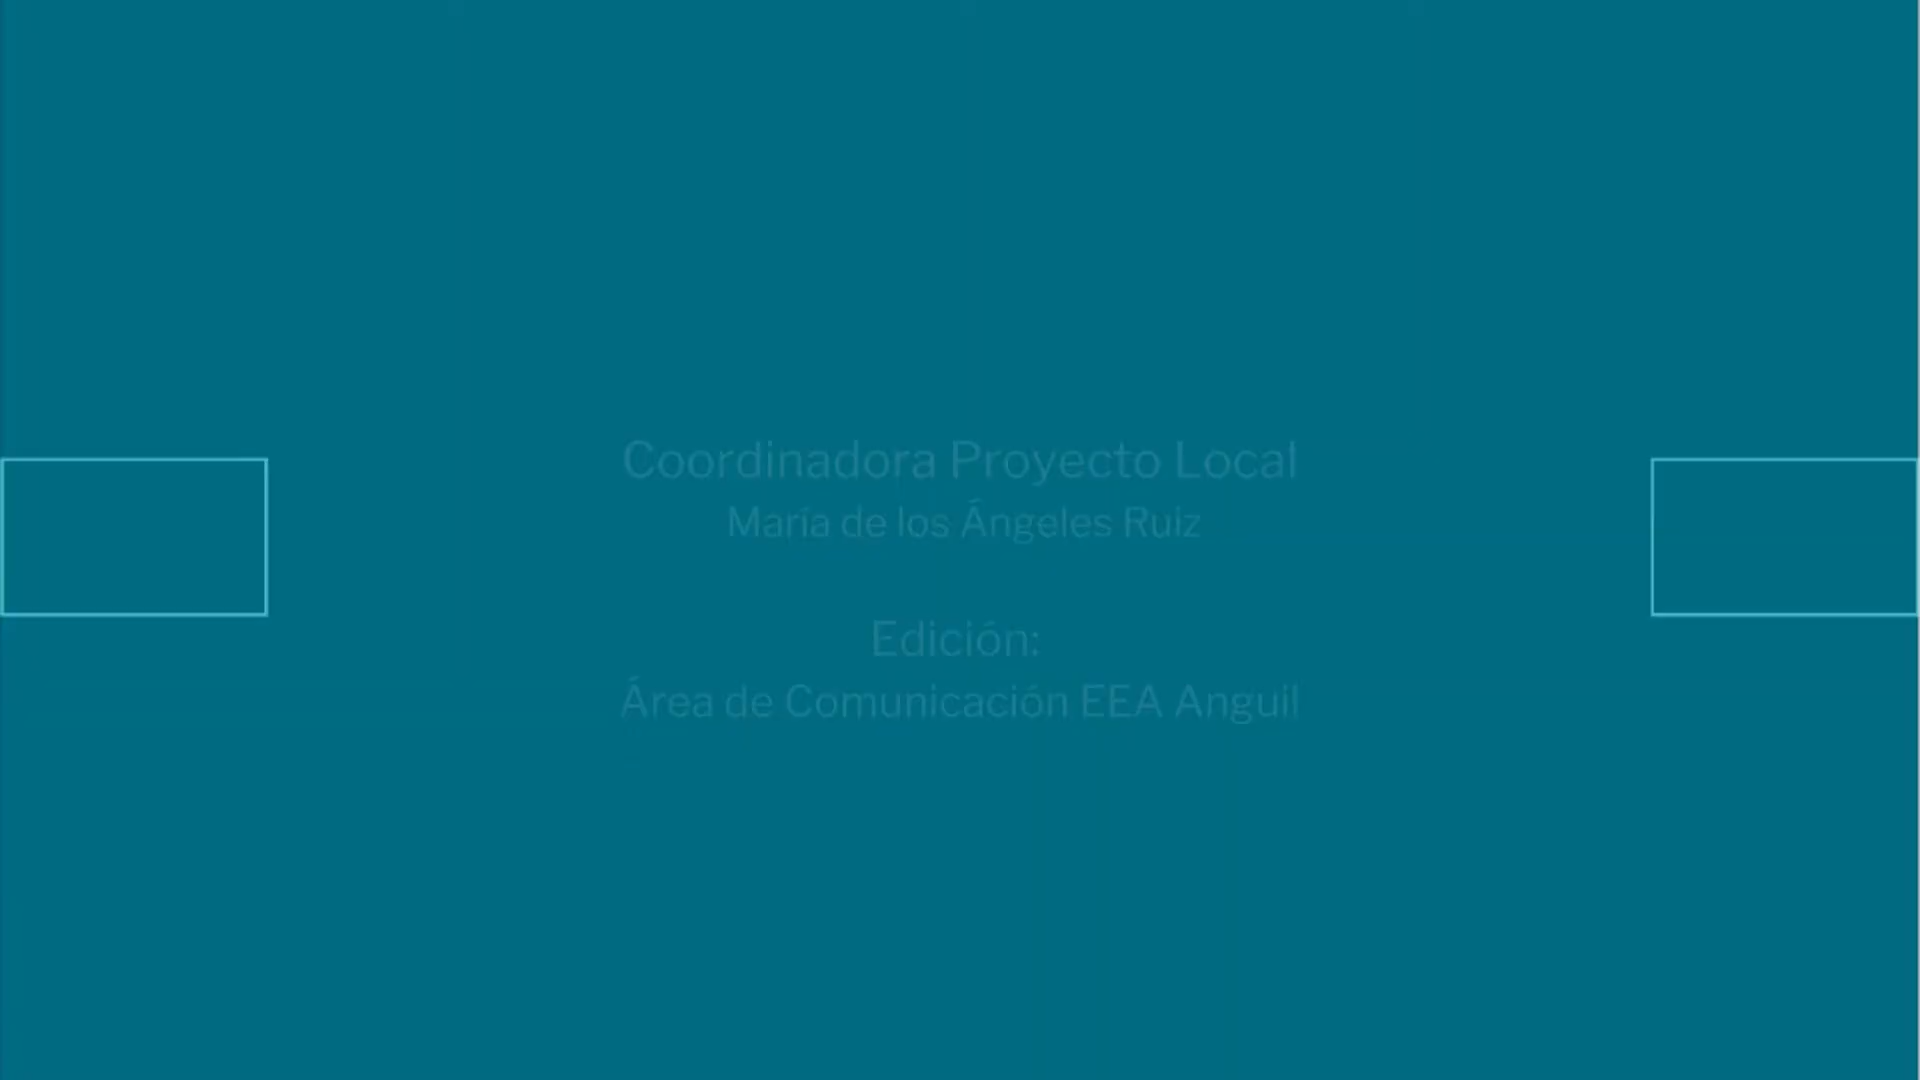 Coordinadora Proyecto Local
María de los Ángeles Ruiz
Edición:
Área de Comunicación EEA Anguil